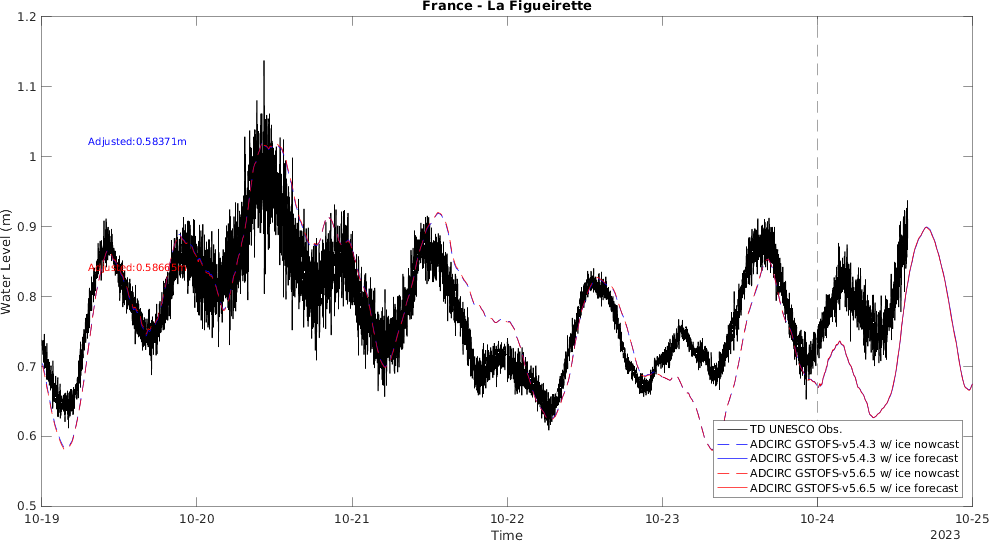 France - La Figueirette
1.2
1.1
1
0.9
0.8
0.7
0.6
0.5
Water Level (m)
Adjusted:0.58371m
Adjusted:0.58665m
TD UNESCO Obs.
ADCIRC GSTOFS-v5.4.3 w/ ice nowcast
ADCIRC GSTOFS-v5.4.3 w/ ice forecast
ADCIRC GSTOFS-v5.6.5 w/ ice nowcast
ADCIRC GSTOFS-v5.6.5 w/ ice forecast
10-19 10-20 10-21 10-22 10-23 10-24 10-25
Time
2023